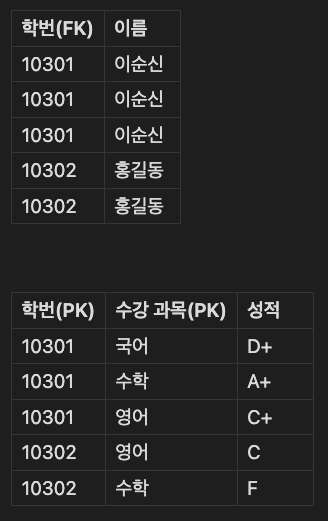 학번(FK) 이름
10301 이순신
10301 이순신
10301 이순신
10302 홍길동
10302 홍길동
학번(PK) 수강 과목(PK) 성적
10301 국어 D+
10301 수학 A+
10301 영어 C+
10302 영어 C
10302 수학 F